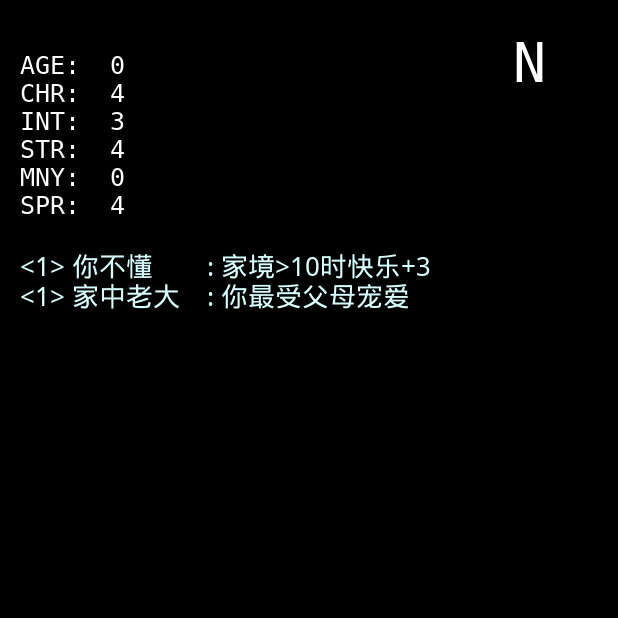 N
AGE: 0
CHR: 4
INT: 3
STR: 4
MNY: 0
SPR: 4
<1> 你不懂 : 家境>10时快乐+3
<1> 家中老大 : 你最受父母宠爱